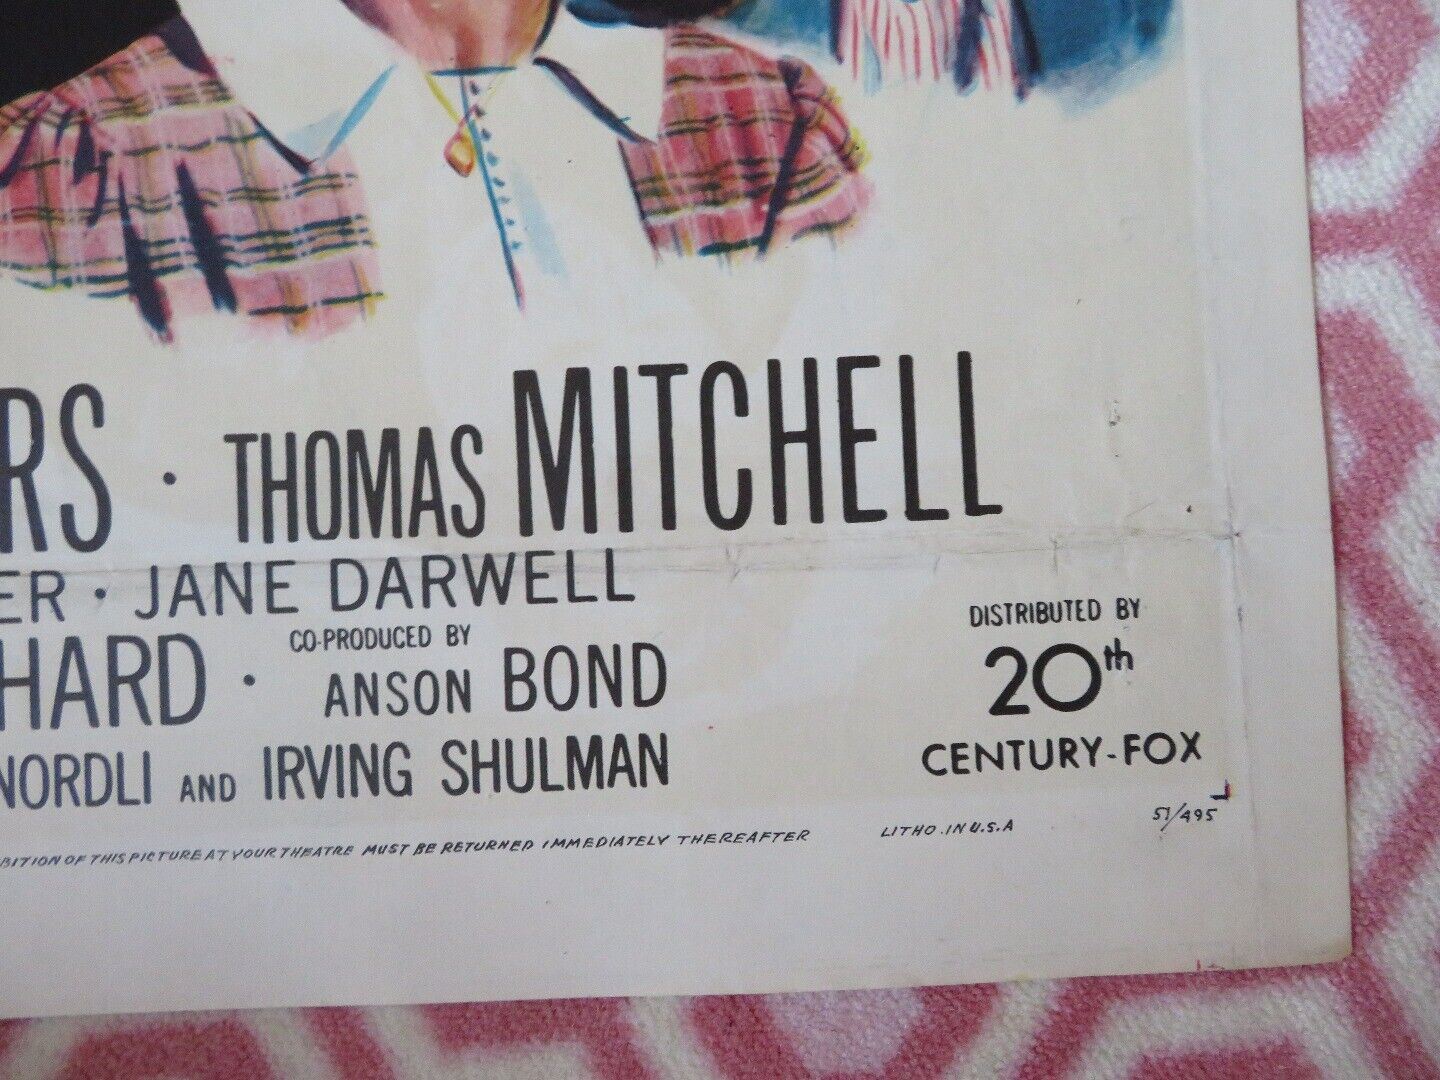 RS · THOMAS MITCHELL
ER · JANE DARWELL
HARD · CO-PRODUCED BY ANSON BOND
NORDLI AND IRVING SHULMAN
DISTRIBUTED BY
20th
CENTURY-FOX
BITION OF THIS PICTURE AT YOUR THEATRE MUST BE RETURNED IMMEDIATELY THEREAFTER
LITHO. IN U.S.A
51/495